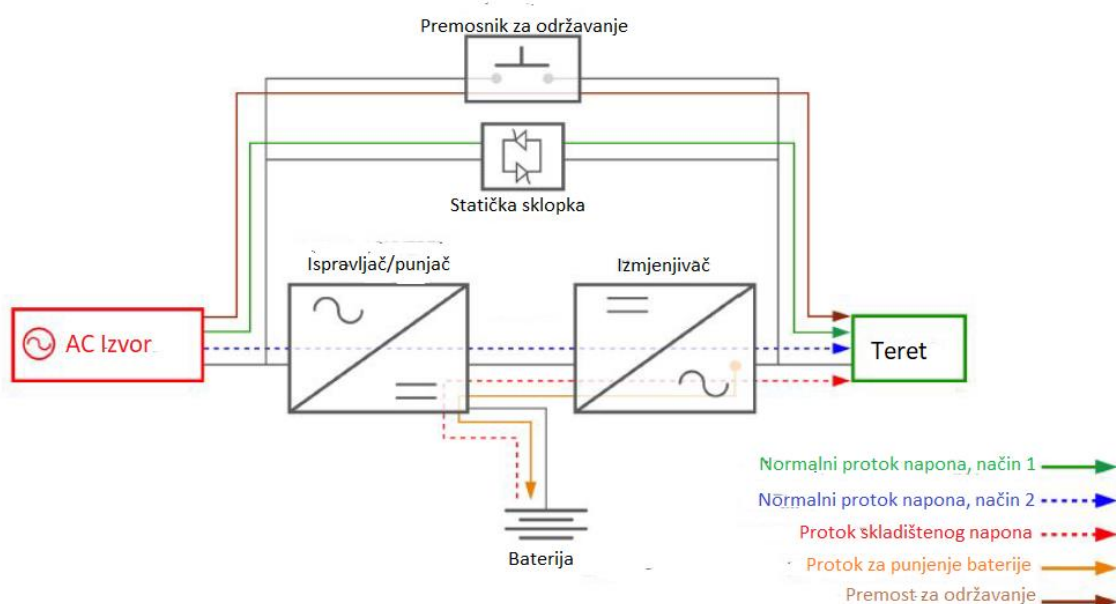 Premosnik za održavanje
Statička sklopka
Ispravljač/punjač
Izmjenjivač
AC Izvor
Teret
Baterija
Normalni protok napona, način 1
Normalni protok napona, način 2
Protok skladištenog napona
Protok za punjenje baterije
Premost za održavanje